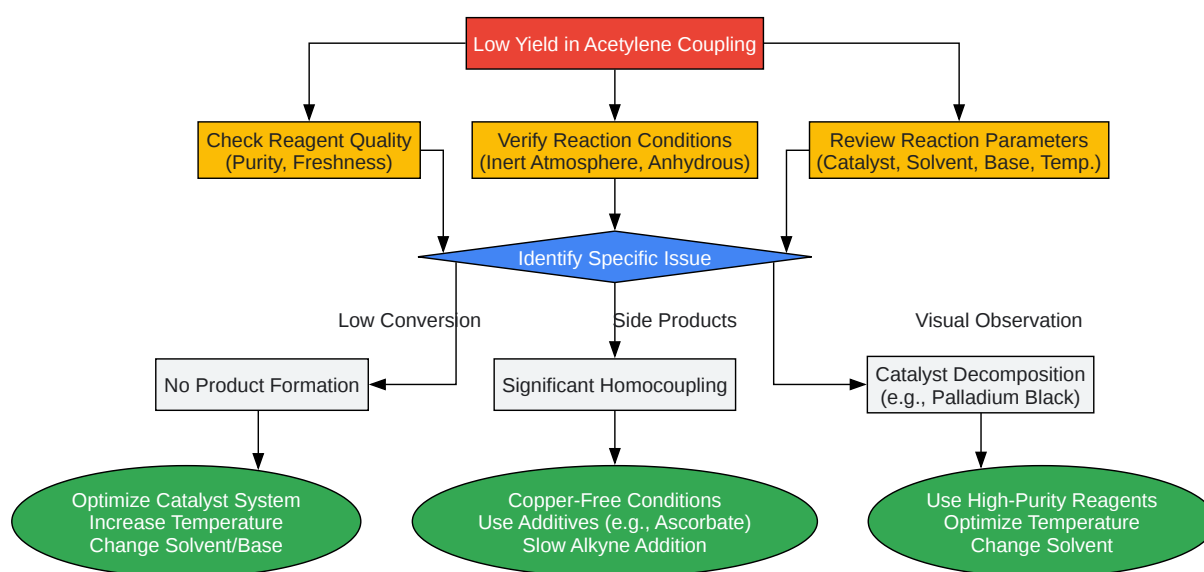 Low Yield in Acetylene Coupling
Check Reagent Quality
(Purity, Freshness)
Verify Reaction Conditions
(Inert Atmosphere, Anhydrous)
Review Reaction Parameters
(Catalyst, Solvent, Base, Temp.)
Identify Specific Issue
Low Conversion
Side Products
Visual Observation
No Product Formation
Significant Homocoupling
Catalyst Decomposition
(e.g., Palladium Black)
Optimize Catalyst System
Increase Temperature
Change Solvent/Base
Copper-Free Conditions
Use Additives (e.g., Ascorbate)
Slow Alkyne Addition
Use High-Purity Reagents
Optimize Temperature
Change Solvent